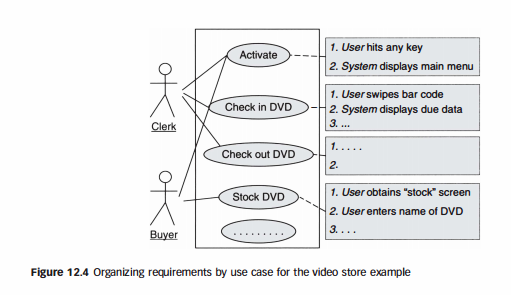 Activate
1. User hits any key
2. System displays main menu
Clerk
Check in DVD
1. User swipes bar code
2. System displays due data
3. ...
Check out DVD
1. . . . .
2.
Buyer
Stock DVD
1. User obtains “stock” screen
2. User enters name of DVD
3. . . .
. . . . . . . . .
Figure 12.4 Organizing requirements by use case for the video store example